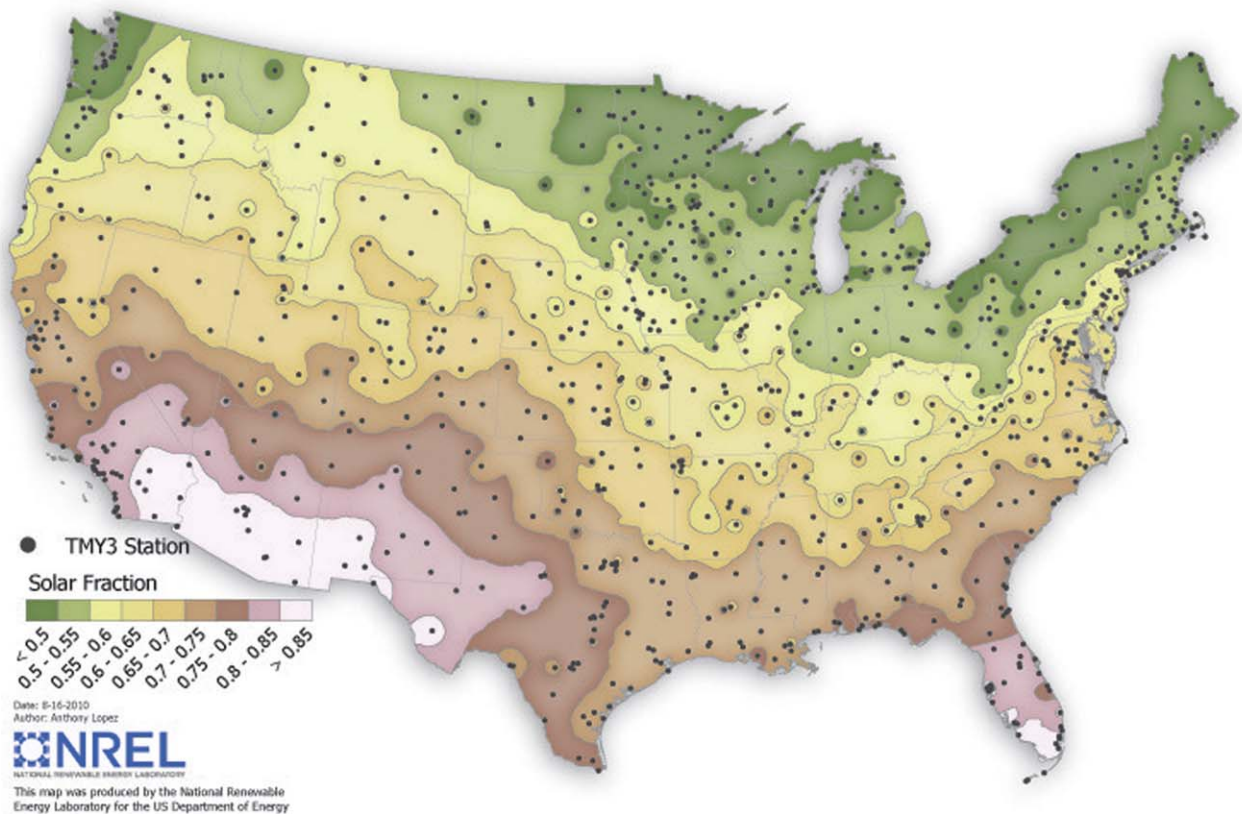 TMY3 Station
Solar Fraction
< 0.5
0.5 - 0.55
0.55 - 0.6
0.6 - 0.65
0.65 - 0.7
0.7 - 0.75
0.75 - 0.8
0.8 - 0.85
> 0.85
Date: 8-16-2010
Author: Anthony Lopez
NREL
NATIONAL RENEWABLE ENERGY LABORATORY
This map was produced by the National Renewable
Energy Laboratory for the US Department of Energy